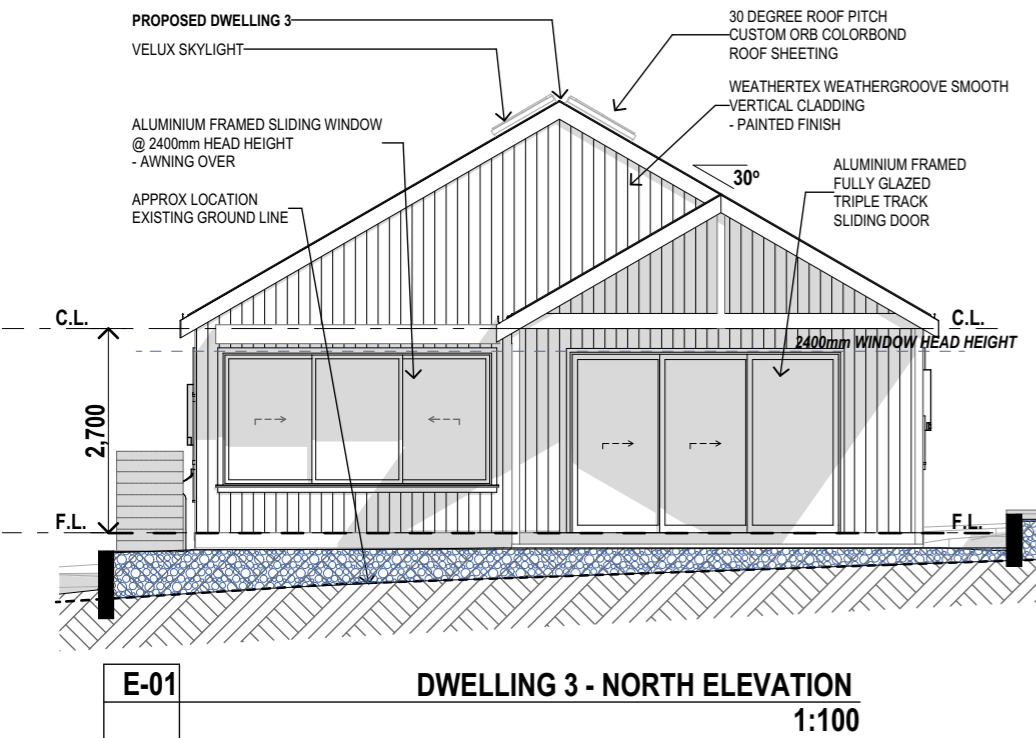 PROPOSED DWELLING 3
VELUX SKYLIGHT
30 DEGREE ROOF PITCH
CUSTOM ORB COLORBOND
ROOF SHEETING
WEATHERTEX WEATHERGROOVE SMOOTH
VERTICAL CLADDING
- PAINTED FINISH
ALUMINIUM FRAMED SLIDING WINDOW
@ 2400mm HEAD HEIGHT
- AWNING OVER
30º
ALUMINIUM FRAMED
FULLY GLAZED
TRIPLE TRACK
SLIDING DOOR
APPROX LOCATION
EXISTING GROUND LINE
C.L.
C.L.
2400mm WINDOW HEAD HEIGHT
2,700
F.L.
F.L.
E-01
DWELLING 3 - NORTH ELEVATION
1:100